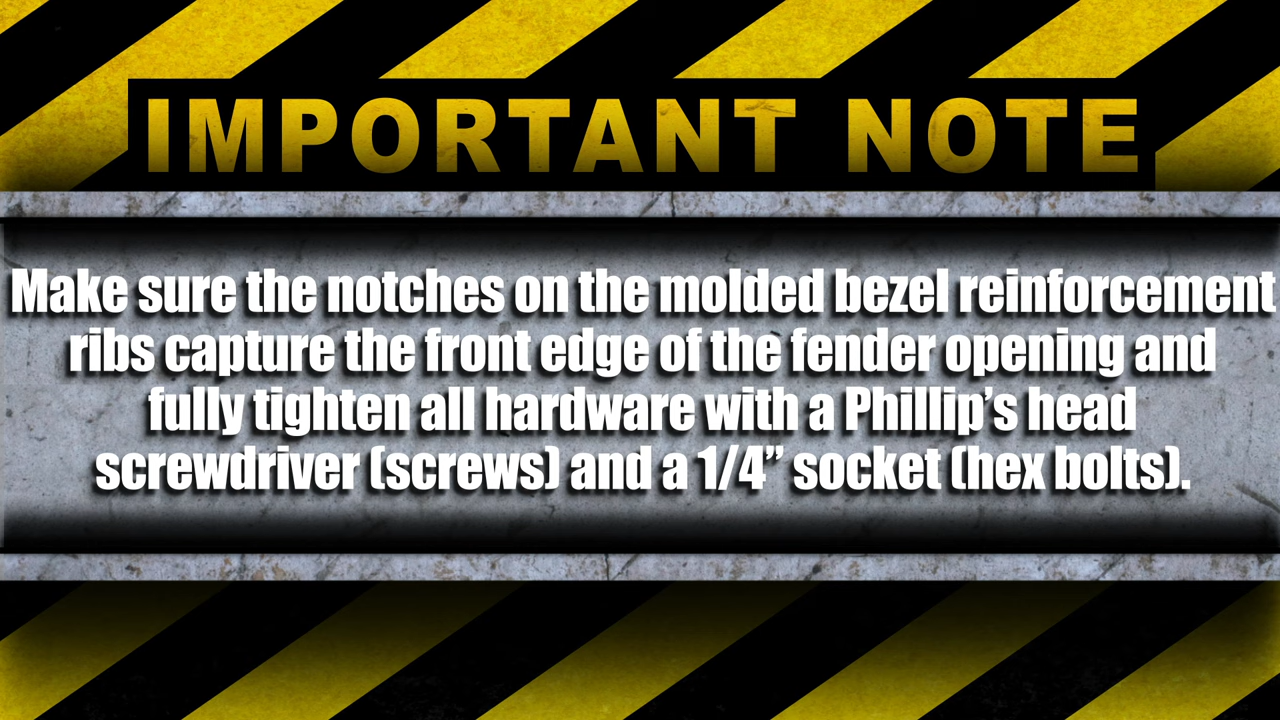 IMPORTANT NOTE
Make sure the notches on the molded bezel reinforcement
ribs capture the front edge of the fender opening and
fully tighten all hardware with a Phillip’s head
screwdriver (screws) and a 1/4” socket (hex bolts).